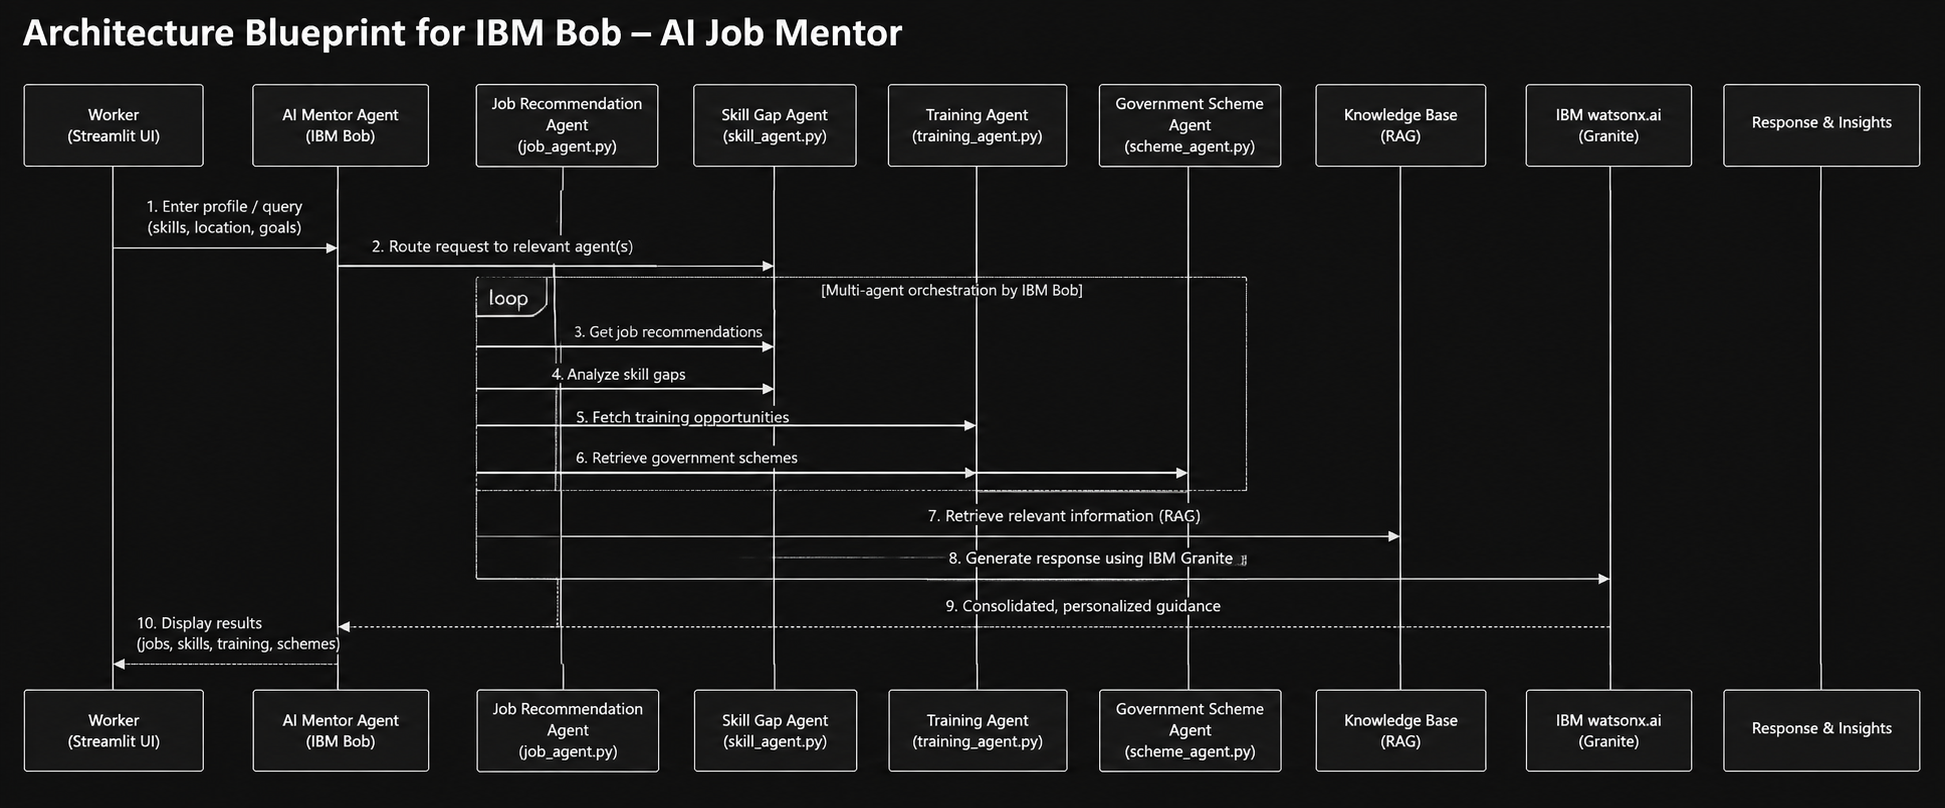 Architecture Blueprint for IBM Bob – AI Job Mentor
Worker
(Streamlit UI)
AI Mentor Agent
(IBM Bob)
Job Recommendation
Agent
(job_agent.py)
Skill Gap Agent
(skill_agent.py)
Training Agent
(training_agent.py)
Government Scheme
Agent
(scheme_agent.py)
Knowledge Base
(RAG)
IBM watsonx.ai
(Granite)
Response & Insights
1. Enter profile / query
(skills, location, goals)
2. Route request to relevant agent(s)
loop
[Multi-agent orchestration by IBM Bob]
3. Get job recommendations
4. Analyze skill gaps
5. Fetch training opportunities
6. Retrieve government schemes
7. Retrieve relevant information (RAG)
8. Generate response using IBM Granite
9. Consolidated, personalized guidance
10. Display results
(jobs, skills, training, schemes)
Worker
(Streamlit UI)
AI Mentor Agent
(IBM Bob)
Job Recommendation
Agent
(job_agent.py)
Skill Gap Agent
(skill_agent.py)
Training Agent
(training_agent.py)
Government Scheme
Agent
(scheme_agent.py)
Knowledge Base
(RAG)
IBM watsonx.ai
(Granite)
Response & Insights